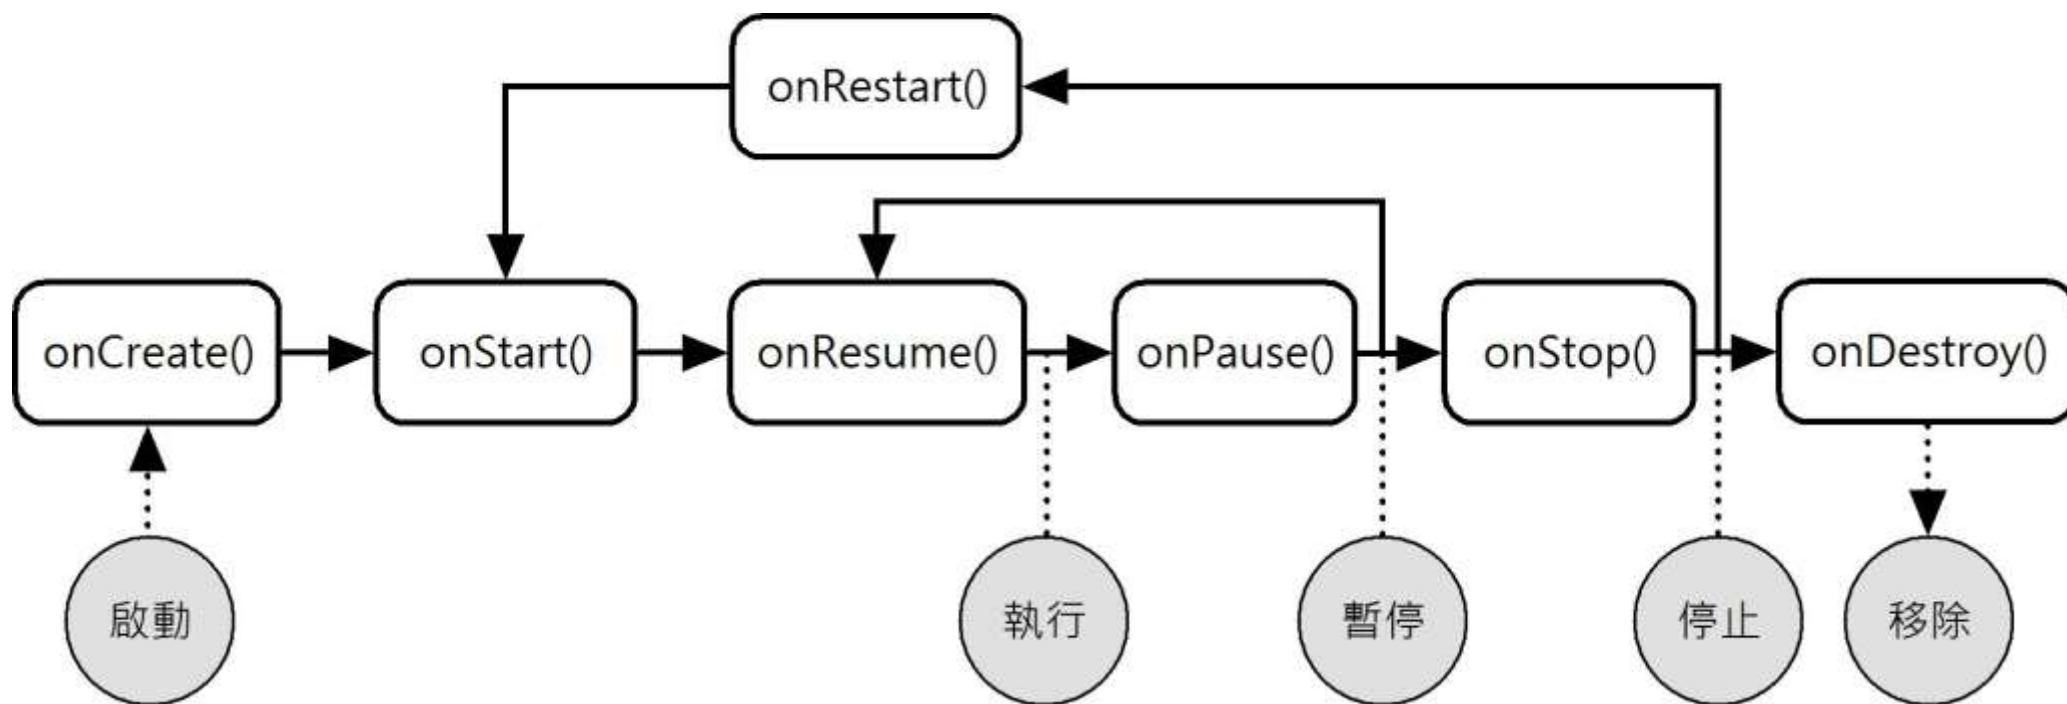 onRestart()
onCreate()
onStart()
onResume()
onPause()
onStop()
onDestroy()
啟動
執行
暫停
停止
移除